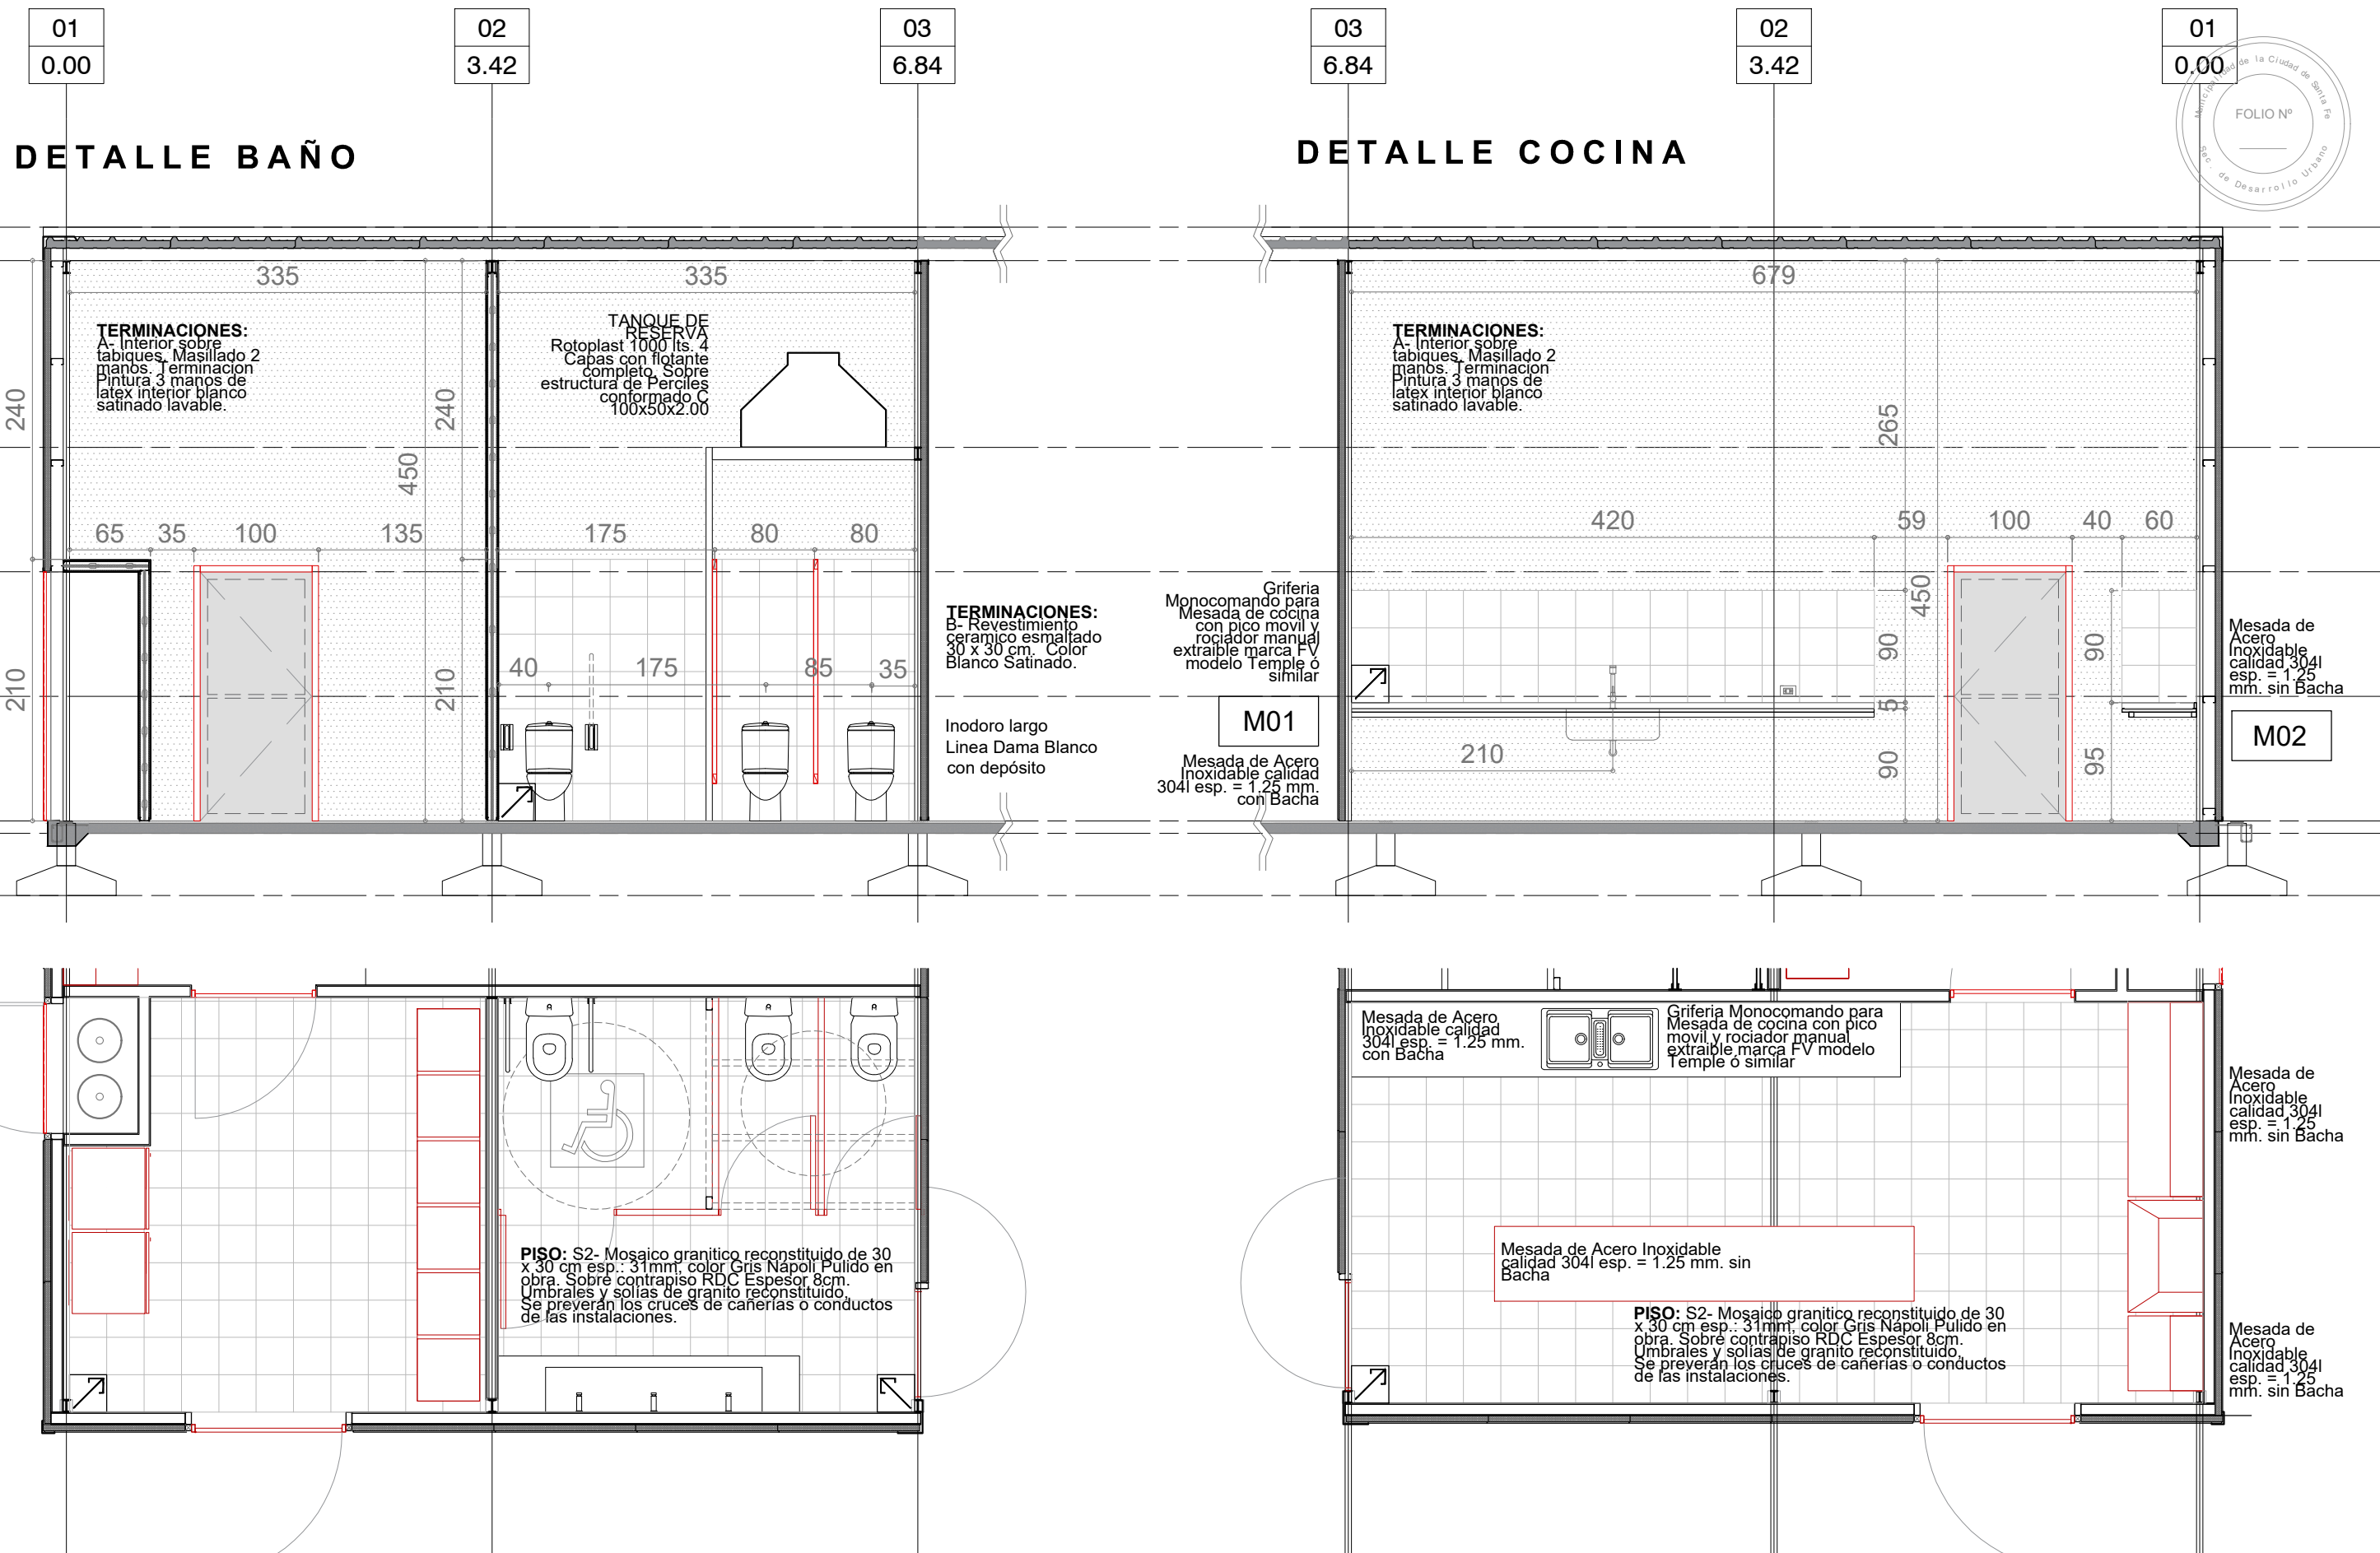 01
0.00
02
3.42
03
6.84
03
6.84
02
3.42
01
0.00
Municipalidad de la Ciudad de Santa Fe
FOLIO Nº
Sec. de Desarrollo Urbano
DETALLE BAÑO
DETALLE COCINA
335
335
TERMINACIONES:
A- Interior sobre
tabiques. Masillado 2
manos. Terminacion
Pintura 3 manos de
latex interior blanco
satinado lavable.
TANQUE DE
RESERVA
Rotoplast 1000 lts. 4
Capas con flotante
completo. Sobre
estructura de Perciles
conformado C
100x50x2.00
240
240
450
65
35
100
135
175
80
80
210
210
40
175
85
35
TERMINACIONES:
B- Revestimiento
ceramico esmaltado
30 x 30 cm. Color
Blanco Satinado.
Inodoro largo
Linea Dama Blanco
con depósito
679
TERMINACIONES:
A- Interior sobre
tabiques. Masillado 2
manos. Terminacion
Pintura 3 manos de
latex interior blanco
satinado lavable.
265
420
59
100
40
60
450
90
5
90
90
95
210
Griferia
Monocomando para
Mesada de cocina
con pico movil y
rociador manual
extraible marca FV
modelo Temple ó
similar
M01
Mesada de Acero
Inoxidable calidad
304l esp. = 1.25 mm.
con Bacha
Mesada de
Acero
Inoxidable
calidad 304l
esp. = 1.25
mm. sin Bacha
M02
PISO: S2- Mosaico granitico reconstituido de 30
x 30 cm esp.: 31mm, color Gris Napoli Pulido en
obra. Sobre contrapiso RDC Espesor 8cm.
Umbrales y solias de granito reconstituido.
Se preverán los cruces de cañerías o conductos
de las instalaciones.
Mesada de Acero
Inoxidable calidad
304l esp. = 1.25 mm.
con Bacha
Griferia Monocomando para
Mesada de cocina con pico
movil y rociador manual
extraible marca FV modelo
Temple ó similar
Mesada de
Acero
Inoxidable
calidad 304l
esp. = 1.25
mm. sin Bacha
Mesada de Acero Inoxidable
calidad 304l esp. = 1.25 mm. sin
Bacha
PISO: S2- Mosaico granitico reconstituido de 30
x 30 cm esp.: 31mm, color Gris Napoli Pulido en
obra. Sobre contrapiso RDC Espesor 8cm.
Umbrales y solias de granito reconstituido.
Se preverán los cruces de cañerías o conductos
de las instalaciones.
Mesada de
Acero
Inoxidable
calidad 304l
esp. = 1.25
mm. sin Bacha